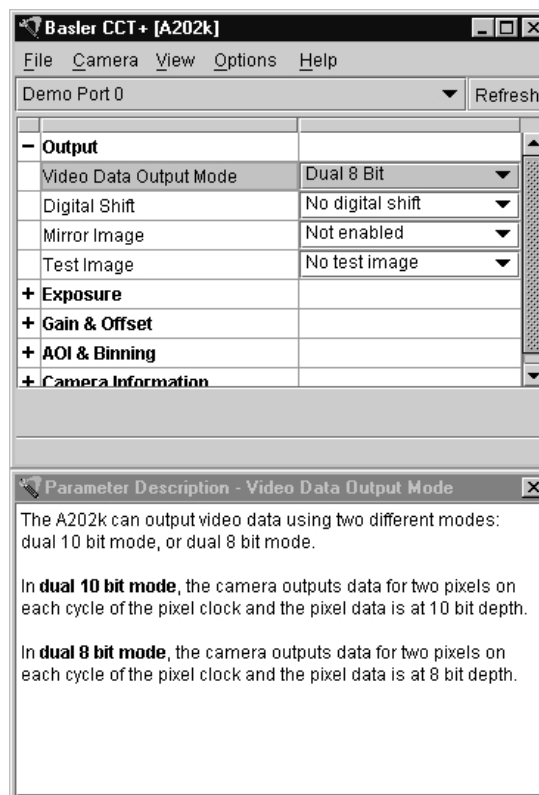 Basler CCT+ [A202k]
File Camera View Options Help
Demo Port 0 Refresh
Output
Video Data Output Mode Dual 8 Bit
Digital Shift No digital shift
Mirror Image Not enabled
Test Image No test image
+ Exposure
+ Gain & Offset
+ AOI & Binning
+ Camera Information
Parameter Description - Video Data Output Mode
The A202k can output video data using two different modes:
dual 10 bit mode, or dual 8 bit mode.
In dual 10 bit mode, the camera outputs data for two pixels on
each cycle of the pixel clock and the pixel data is at 10 bit depth.
In dual 8 bit mode, the camera outputs data for two pixels on
each cycle of the pixel clock and the pixel data is at 8 bit depth.